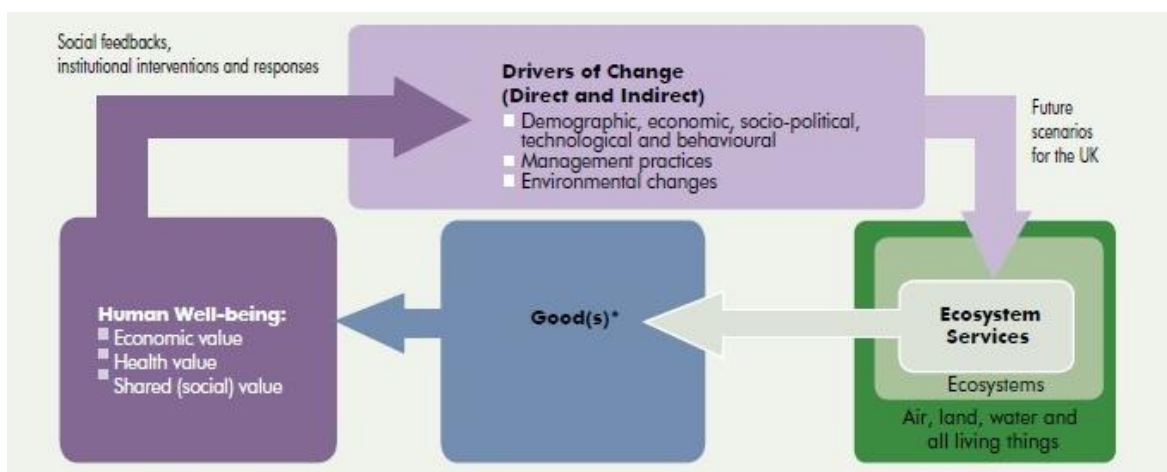 Social feedbacks,
institutional interventions and responses
Drivers of Change
(Direct and Indirect)
Demographic, economic, socio-political,
technological and behavioural
Management practices
Environmental changes
Future
scenarios
for the UK
Human Well-being:
Economic value
Health value
Shared (social) value
Good(s)*
Ecosystem
Services
Ecosystems
Air, land, water and
all living things